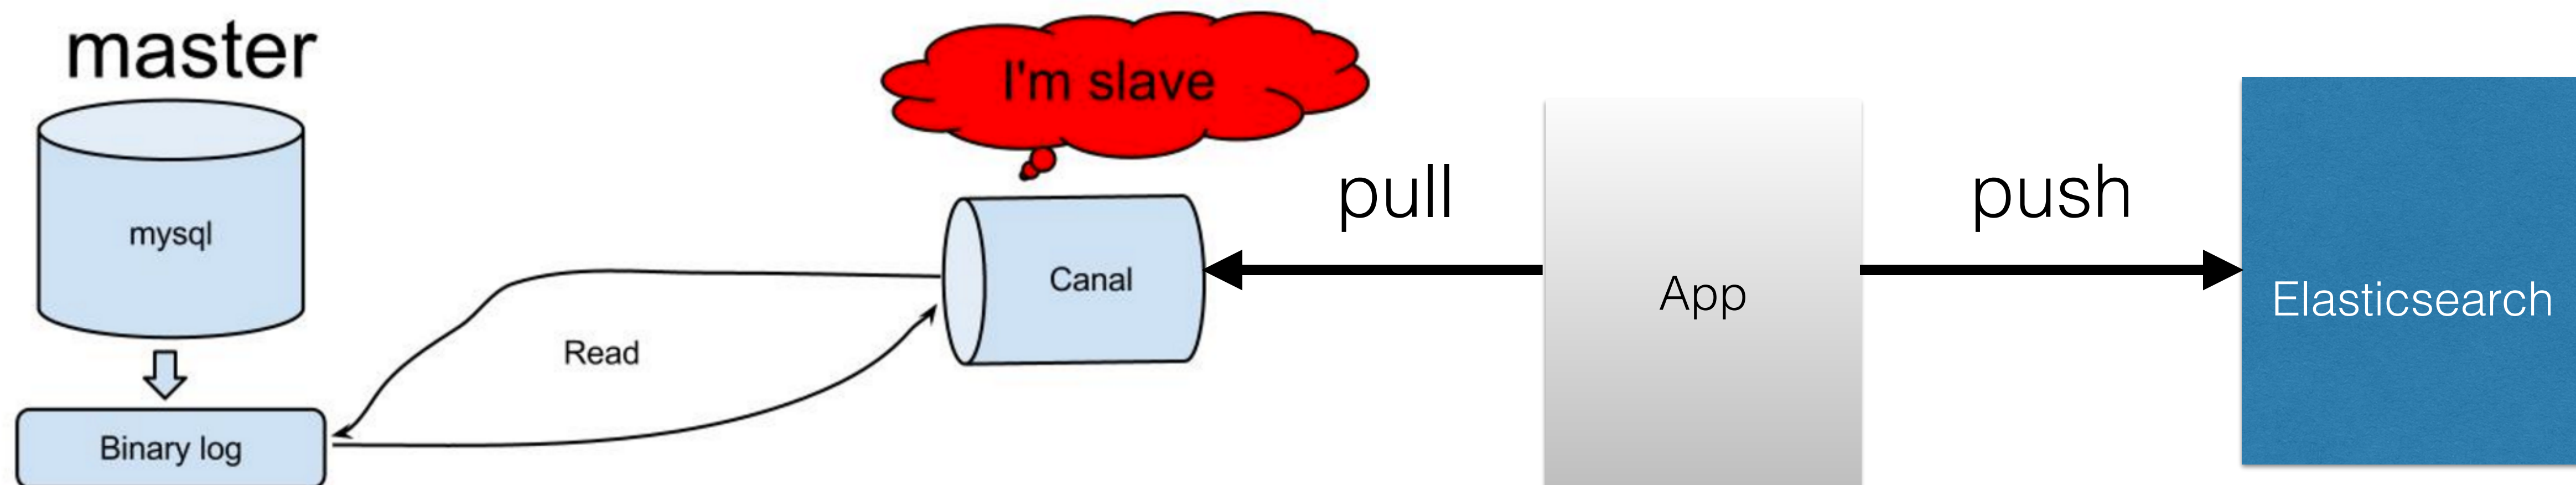 master
mysql
Binary log
Read
I'm slave
Canal
pull
App
push
Elasticsearch